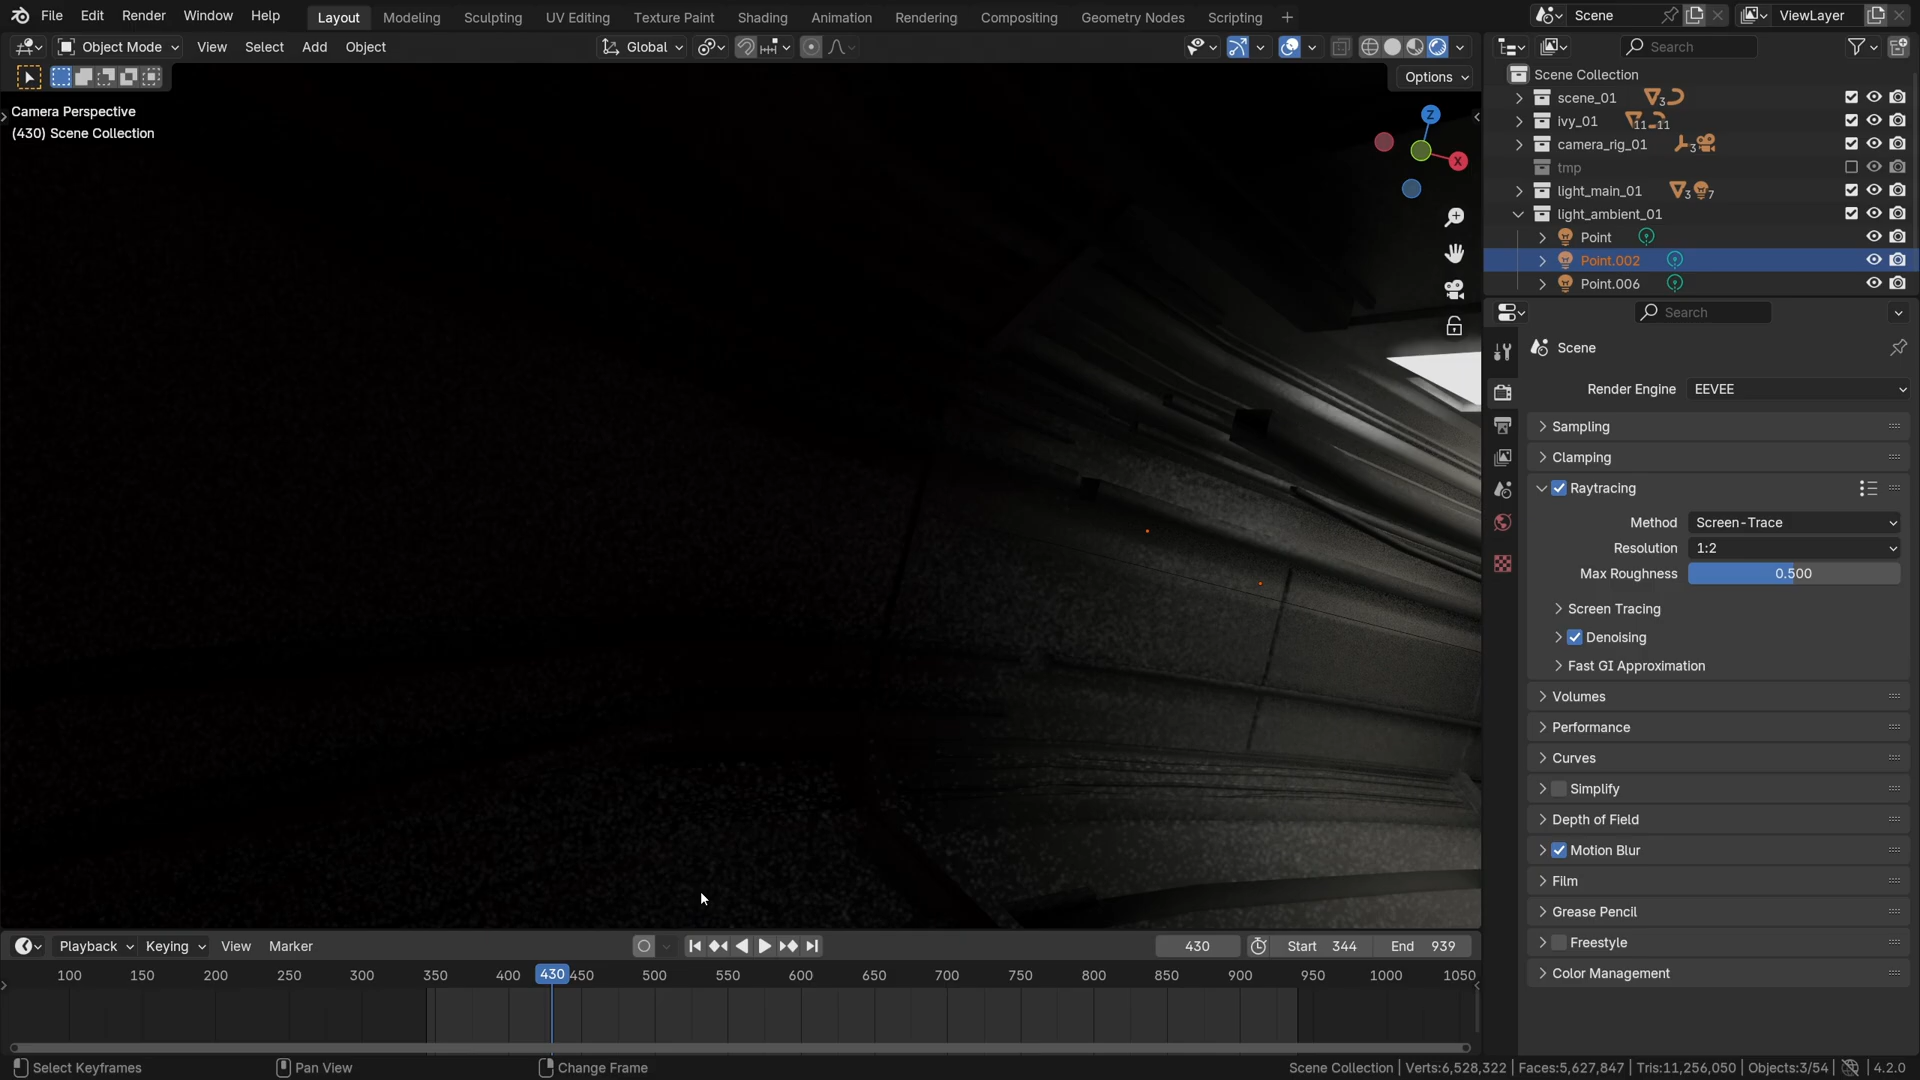 File Edit Render Window Help Layout Modeling Sculpting UV Editing Texture Paint Shading Animation Rendering Compositing Geometry Nodes Scripting + Scene ViewLayer
Object Mode View Select Add Object Global Search
Options
Camera Perspective
(430) Scene Collection
Z
X
Scene Collection
scene_01 3
ivy_01 11 11
camera_rig_01 3
tmp
light_main_01 3 7
light_ambient_01
Point
Point.002
Point.006
Search
Scene
Render Engine EEVEE
Sampling
Clamping
Raytracing
Method Screen-Trace
Resolution 1:2
Max Roughness 0.500
Screen Tracing
Denoising
Fast GI Approximation
Volumes
Performance
Curves
Simplify
Depth of Field
Motion Blur
Film
Grease Pencil
Freestyle
Color Management
Playback Keying View Marker 430 Start 344 End 939
100 150 200 250 300 350 400 430 450 500 550 600 650 700 750 800 850 900 950 1000 1050
Select Keyframes Pan View Change Frame Scene Collection | Verts:6,528,322 | Faces:5,627,847 | Tris:11,256,050 | Objects:3/54 | 4.2.0